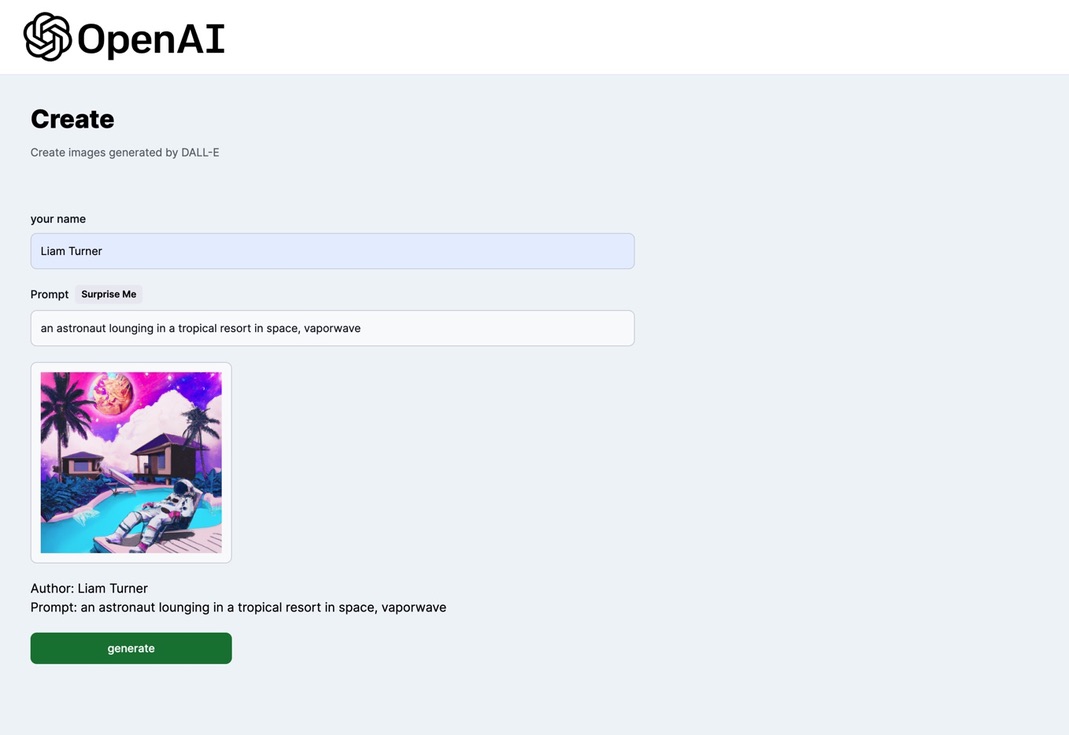 OpenAI
Create
Create images generated by DALL-E
your name
Liam Turner
Prompt Surprise Me
an astronaut lounging in a tropical resort in space, vaporwave
Author: Liam Turner
Prompt: an astronaut lounging in a tropical resort in space, vaporwave
generate